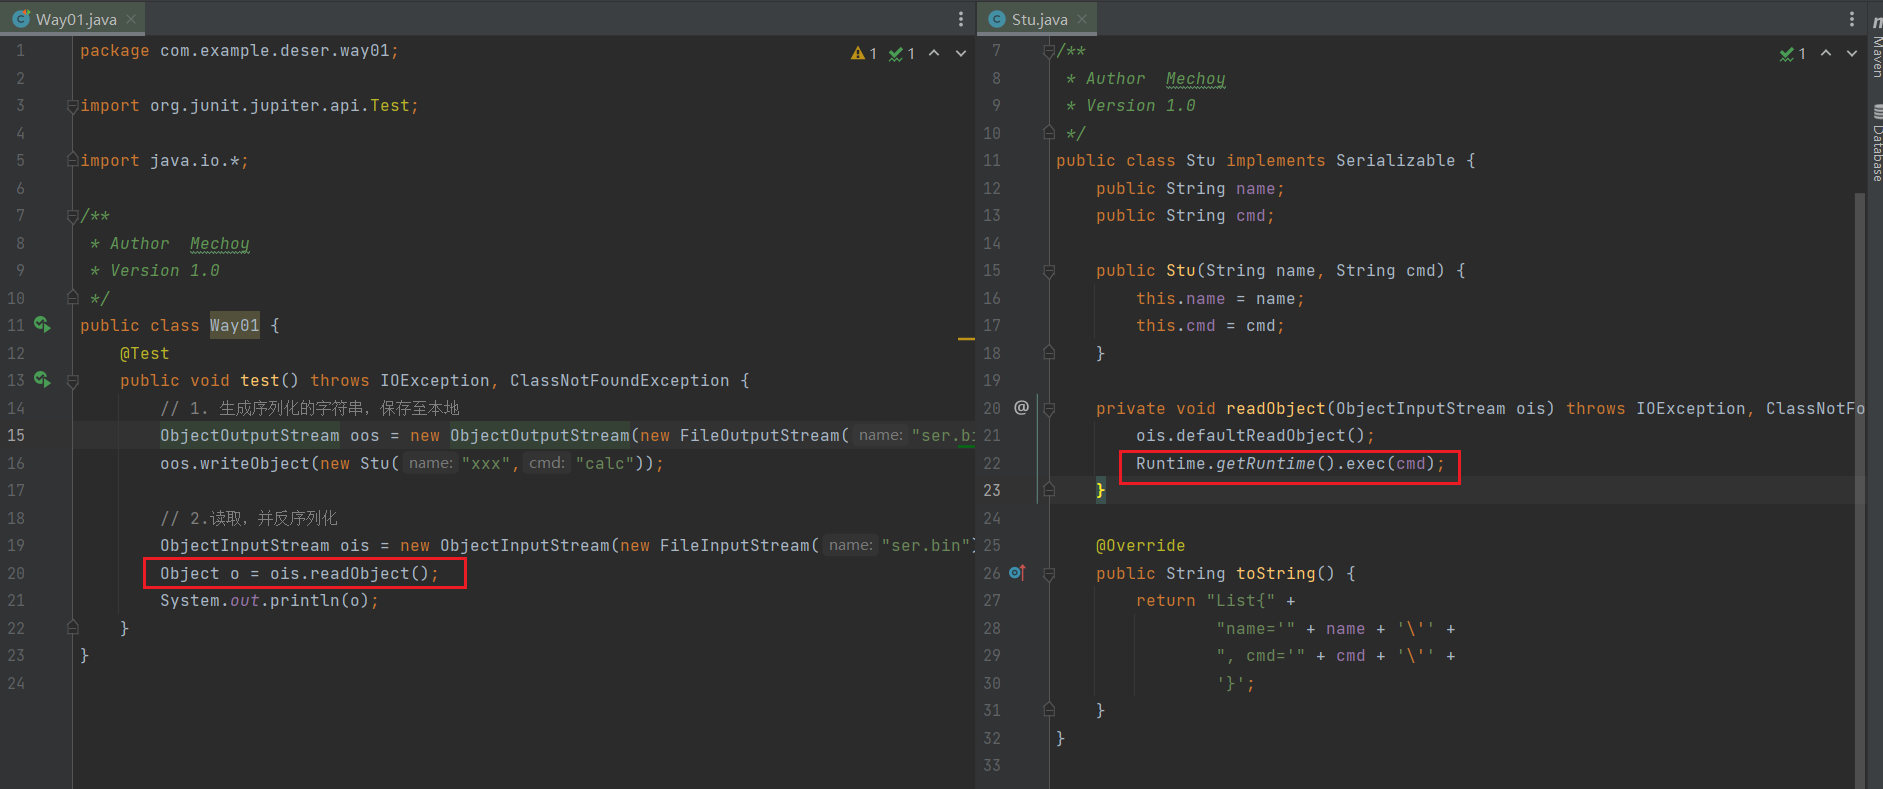 Way01.java
1 package com.example.deser.way01;
2
3 import org.junit.jupiter.api.Test;
4
5 import java.io.*;
6
7 /**
8  * Author  Mechoy
9  * Version 1.0
10  */
11 public class Way01 {
12     @Test
13     public void test() throws IOException, ClassNotFoundException {
14         // 1. 生成序列化的字符串，保存至本地
15         ObjectOutputStream oos = new ObjectOutputStream(new FileOutputStream( name: "ser.bi
16         oos.writeObject(new Stu( name: "xxx", cmd: "calc"));
17
18         // 2.读取，并反序列化
19         ObjectInputStream ois = new ObjectInputStream(new FileInputStream( name: "ser.bin")
20         Object o = ois.readObject();
21         System.out.println(o);
22     }
23 }
24
1 1
Stu.java
7 /**
8  * Author  Mechoy
9  * Version 1.0
10  */
11 public class Stu implements Serializable {
12     public String name;
13     public String cmd;
14
15     public Stu(String name, String cmd) {
16         this.name = name;
17         this.cmd = cmd;
18     }
19
20 @   private void readObject(ObjectInputStream ois) throws IOException, ClassNotFo
21         ois.defaultReadObject();
22         Runtime.getRuntime().exec(cmd);
23     }
24
25     @Override
26     public String toString() {
27         return "List{" +
28                 "name='" + name + '\'' +
29                 ", cmd='" + cmd + '\'' +
30                 '}';
31     }
32 }
33
1
m Maven
Database